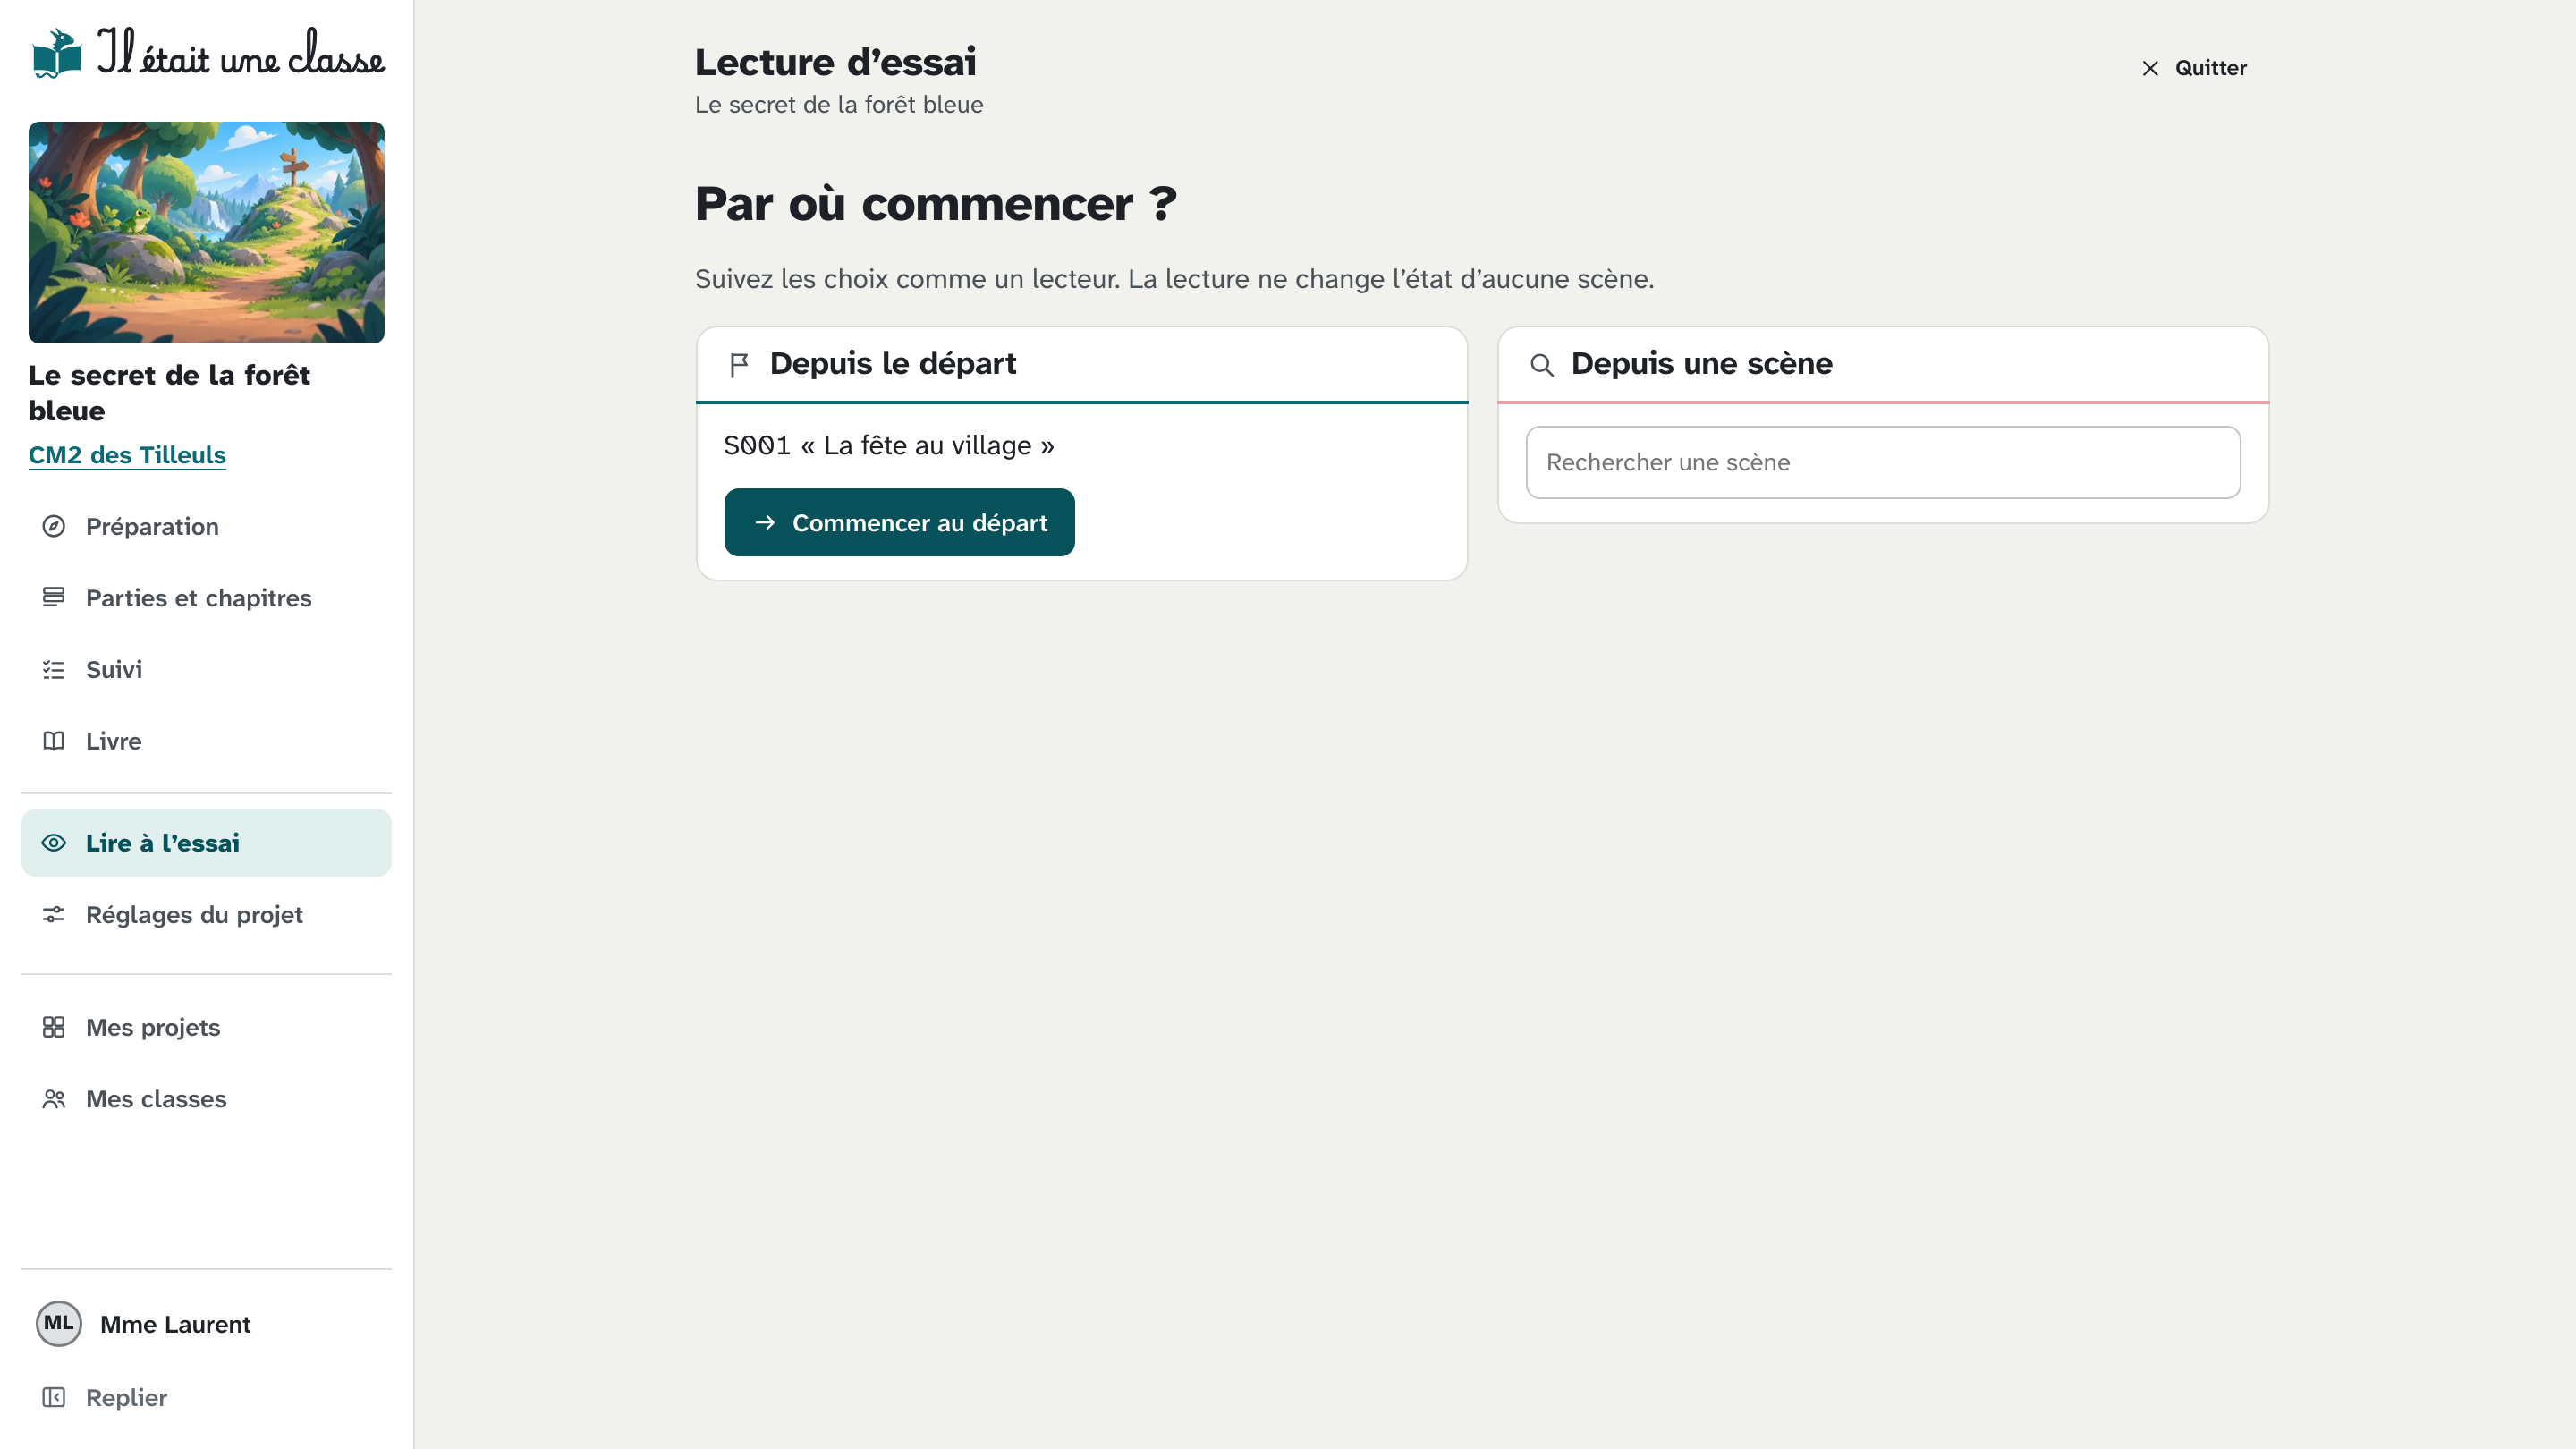 Il était une classe
Le secret de la forêt
bleue
CM2 des Tilleuls
Préparation
Parties et chapitres
Suivi
Livre
Lire à l’essai
Réglages du projet
Mes projets
Mes classes
ML
Mme Laurent
Replier
Lecture d’essai
Le secret de la forêt bleue
Quitter
Par où commencer ?
Suivez les choix comme un lecteur. La lecture ne change l’état d’aucune scène.
Depuis le départ
S001 « La fête au village »
Commencer au départ
Depuis une scène
Rechercher une scène